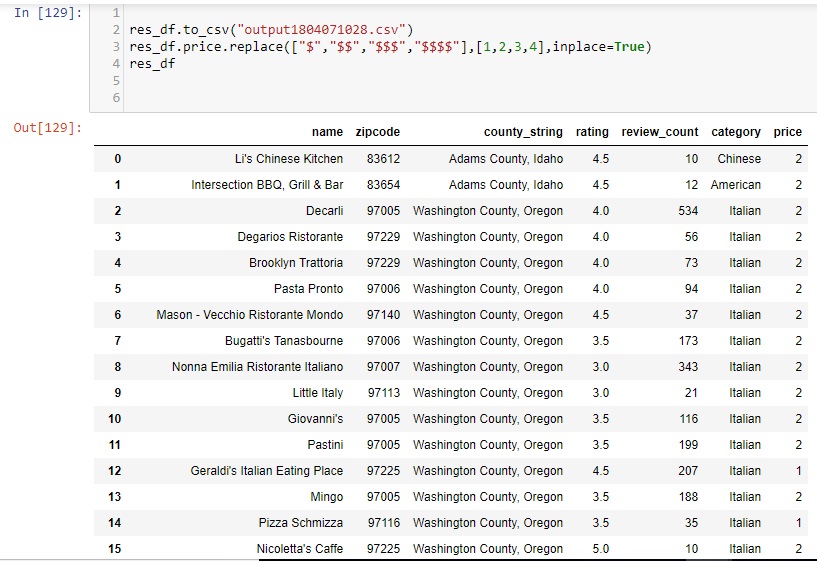 In [129]:
1
2 res_df.to_csv("output1804071028.csv")
3 res_df.price.replace(["$","$$","$$$","$$$$"],[1,2,3,4],inplace=True)
4 res_df
5
6
Out[129]:
name zipcode county_string rating review_count category price
0 Li's Chinese Kitchen 83612 Adams County, Idaho 4.5 10 Chinese 2
1 Intersection BBQ, Grill & Bar 83654 Adams County, Idaho 4.5 12 American 2
2 Decarli 97005 Washington County, Oregon 4.0 534 Italian 2
3 Degarios Ristorante 97229 Washington County, Oregon 4.0 56 Italian 2
4 Brooklyn Trattoria 97229 Washington County, Oregon 4.0 73 Italian 2
5 Pasta Pronto 97006 Washington County, Oregon 4.0 94 Italian 2
6 Mason - Vecchio Ristorante Mondo 97140 Washington County, Oregon 4.5 37 Italian 2
7 Bugatti's Tanasbourne 97006 Washington County, Oregon 3.5 173 Italian 2
8 Nonna Emilia Ristorante Italiano 97007 Washington County, Oregon 3.0 343 Italian 2
9 Little Italy 97113 Washington County, Oregon 3.0 21 Italian 2
10 Giovanni's 97005 Washington County, Oregon 3.5 116 Italian 2
11 Pastini 97005 Washington County, Oregon 3.5 199 Italian 2
12 Geraldi's Italian Eating Place 97225 Washington County, Oregon 4.5 207 Italian 1
13 Mingo 97005 Washington County, Oregon 3.5 188 Italian 2
14 Pizza Schmizza 97116 Washington County, Oregon 3.5 35 Italian 1
15 Nicoletta's Caffe 97225 Washington County, Oregon 5.0 10 Italian 2